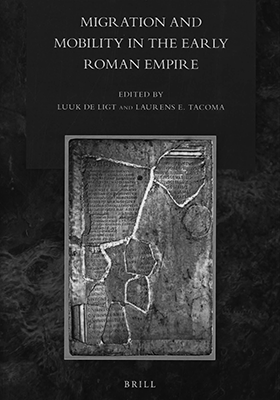 MIGRATION AND
MOBILITY IN THE EARLY
ROMAN EMPIRE
EDITED BY
LUUK DE LIGT AND LAURENS E. TACOMA
BRILL